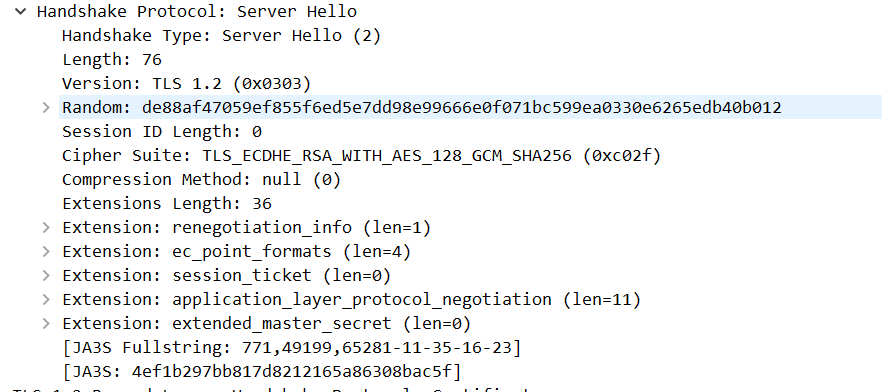 Handshake Protocol: Server Hello
Handshake Type: Server Hello (2)
Length: 76
Version: TLS 1.2 (0x0303)
Random: de88af47059ef855f6ed5e7dd98e99666e0f071bc599ea0330e6265edb40b012
Session ID Length: 0
Cipher Suite: TLS_ECDHE_RSA_WITH_AES_128_GCM_SHA256 (0xc02f)
Compression Method: null (0)
Extensions Length: 36
Extension: renegotiation_info (len=1)
Extension: ec_point_formats (len=4)
Extension: session_ticket (len=0)
Extension: application_layer_protocol_negotiation (len=11)
Extension: extended_master_secret (len=0)
[JA3S Fullstring: 771,49199,65281-11-35-16-23]
[JA3S: 4ef1b297bb817d8212165a86308bac5f]